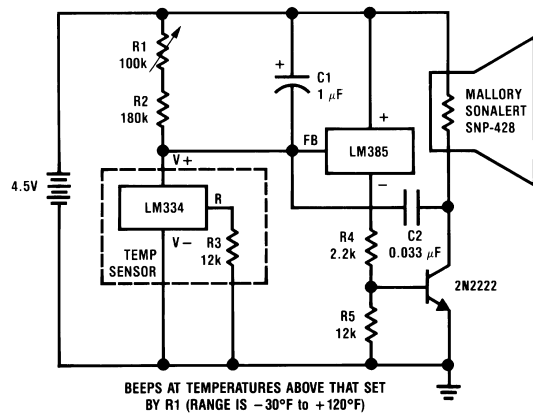 R1
100k
R2
180k
+
C1
1 μF
+
FB
LM385
−
MALLORY
SONALERT
SNP-428
4.5V
V+
LM334
R
V−
TEMP
SENSOR
R3
12k
C2
0.033 μF
R4
2.2k
2N2222
R5
12k
BEEPS AT TEMPERATURES ABOVE THAT SET
BY R1 (RANGE IS −30°F to +120°F)